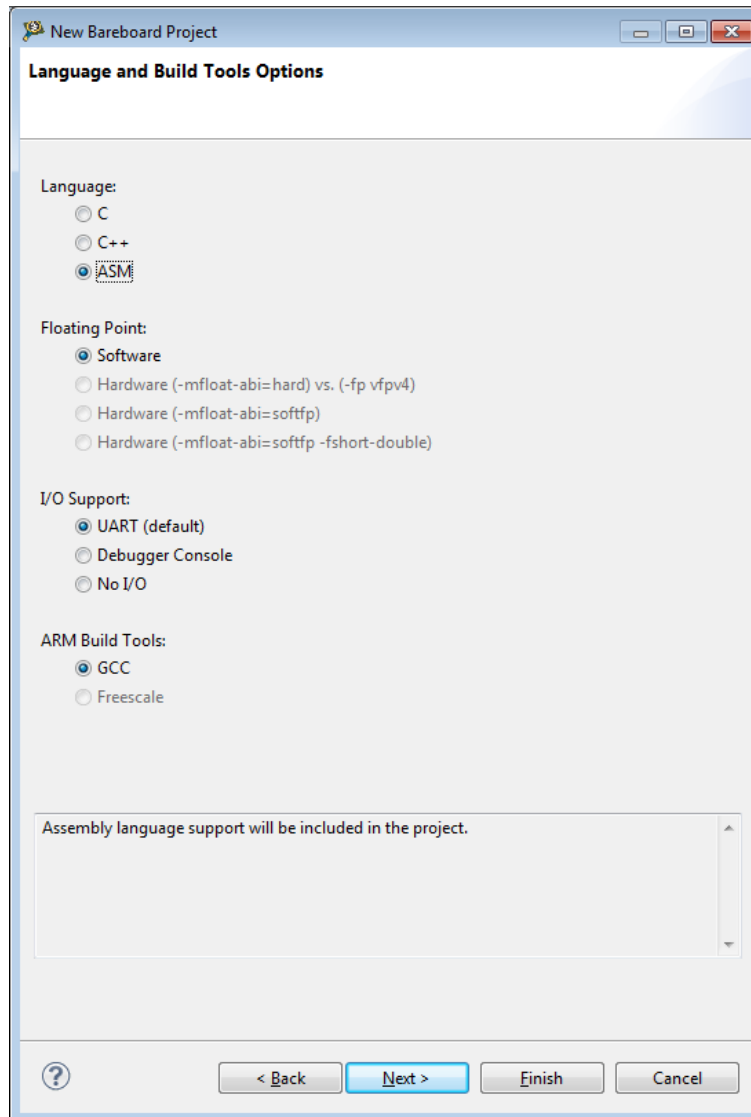 New Bareboard Project
Language and Build Tools Options
Language:
C
C++
ASM
Floating Point:
Software
Hardware (-mfloat-abi=hard) vs. (-fp vfpv4)
Hardware (-mfloat-abi=softfp)
Hardware (-mfloat-abi=softfp -fshort-double)
I/O Support:
UART (default)
Debugger Console
No I/O
ARM Build Tools:
GCC
Freescale
Assembly language support will be included in the project.
? < Back Next > Finish Cancel